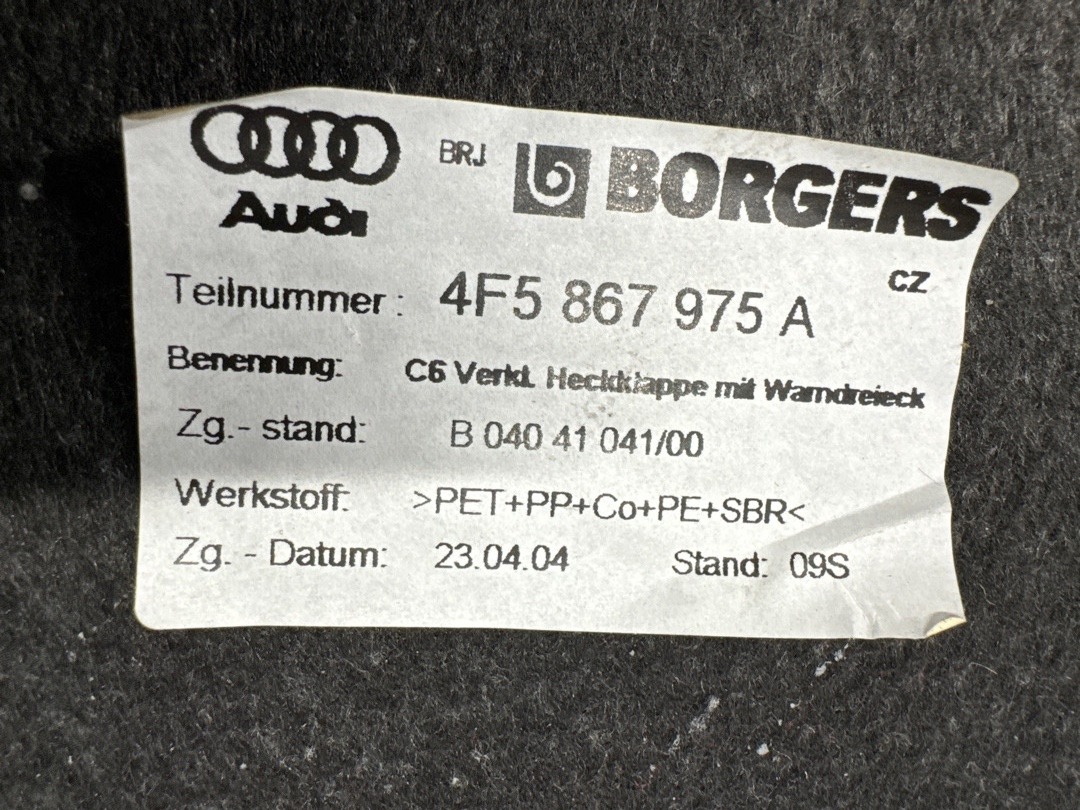 Audi BRJ BORGERS
CZ
Teilnummer: 4F5 867 975 A
Benennung: C6 Verkl. Heckklappe mit Warndreieck
Zg.- stand: B 040 41 041/00
Werkstoff: >PET+PP+Co+PE+SBR<
Zg. - Datum: 23.04.04 Stand: 09S